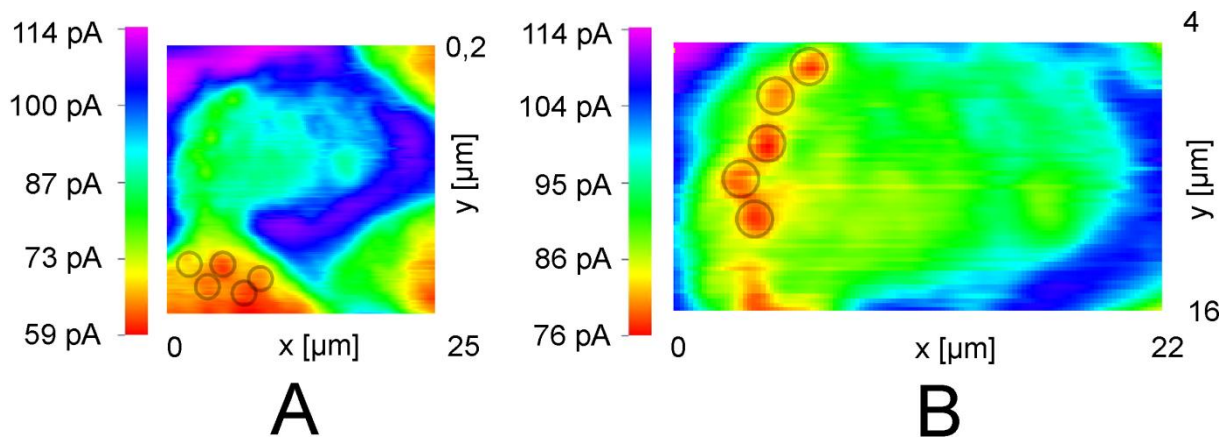 114 pA
100 pA
87 pA
73 pA
59 pA
0,2
y [µm]
0
x [µm]
25
A
114 pA
104 pA
95 pA
86 pA
76 pA
4
y [µm]
16
0
x [µm]
22
B